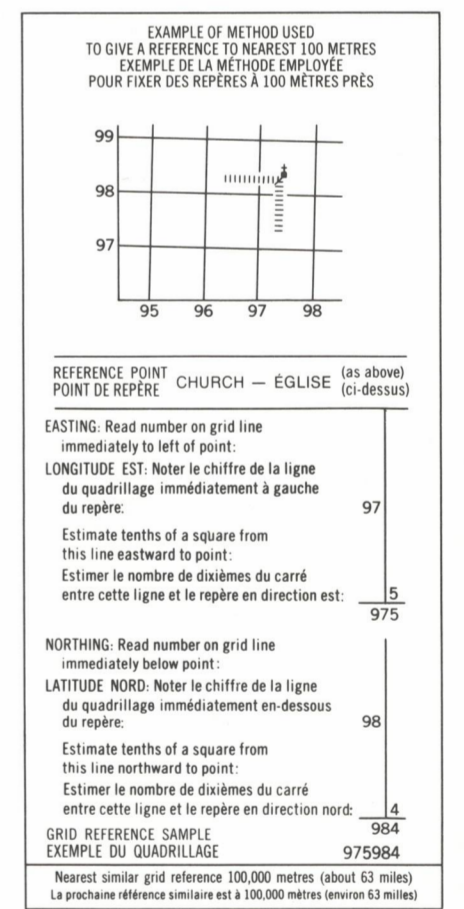 EXAMPLE OF METHOD USED
TO GIVE A REFERENCE TO NEAREST 100 METRES
EXEMPLE DE LA MÉTHODE EMPLOYÉE
POUR FIXER DES REPÈRES À 100 MÈTRES PRÈS
99
98
97
95 96 97 98
REFERENCE POINT
POINT DE REPÈRE CHURCH — ÉGLISE (as above)
(ci-dessus)
EASTING: Read number on grid line
immediately to left of point:
LONGITUDE EST: Noter le chiffre de la ligne
du quadrillage immédiatement à gauche
du repère: 97
Estimate tenths of a square from
this line eastward to point:
Estimer le nombre de dixièmes du carré
entre cette ligne et le repère en direction est: 5
975
NORTHING: Read number on grid line
immediately below point:
LATITUDE NORD: Noter le chiffre de la ligne
du quadrillage immédiatement en-dessous
du repère: 98
Estimate tenths of a square from
this line northward to point:
Estimer le nombre de dixièmes du carré
entre cette ligne et le repère en direction nord: 4
984
GRID REFERENCE SAMPLE
EXEMPLE DU QUADRILLAGE 975984
Nearest similar grid reference 100,000 metres (about 63 miles)
La prochaine référence similaire est à 100,000 mètres (environ 63 milles)